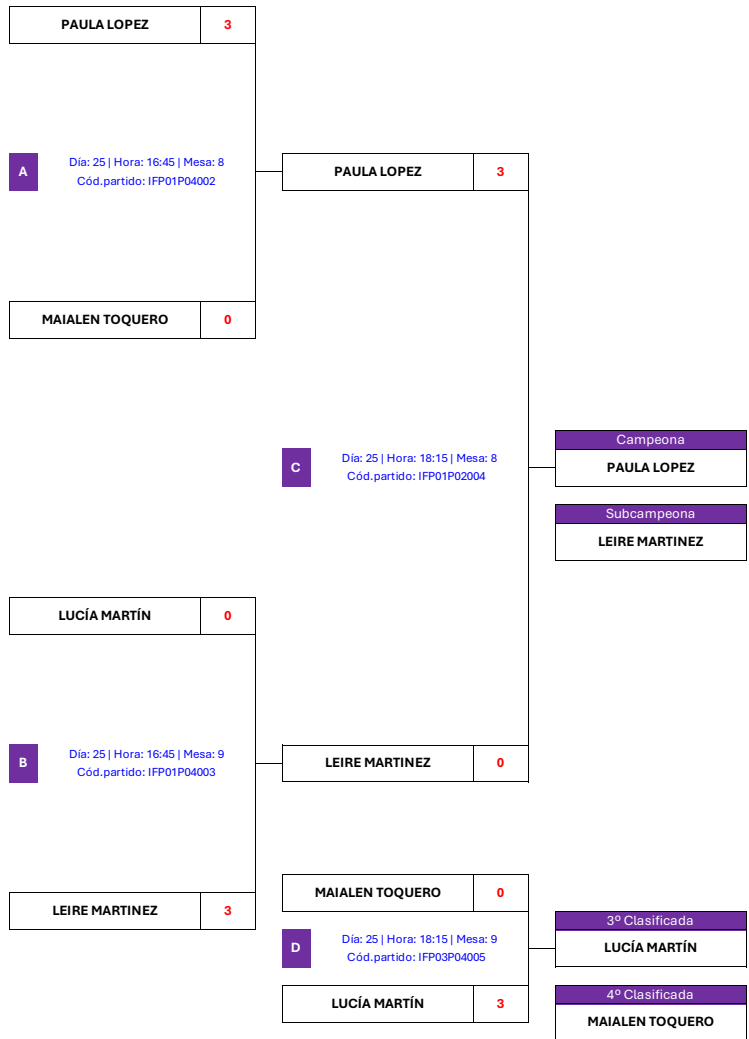 PAULA LOPEZ 3
A
Día: 25 | Hora: 16:45 | Mesa: 8
Cód.partido: IFP01P04002
PAULA LOPEZ 3
MAIALEN TOQUERO 0
C
Día: 25 | Hora: 18:15 | Mesa: 8
Cód.partido: IFP01P02004
Campeona
PAULA LOPEZ
Subcampeona
LEIRE MARTINEZ
LUCÍA MARTÍN 0
B
Día: 25 | Hora: 16:45 | Mesa: 9
Cód.partido: IFP01P04003
LEIRE MARTINEZ 0
LEIRE MARTINEZ 3
MAIALEN TOQUERO 0
D
Día: 25 | Hora: 18:15 | Mesa: 9
Cód.partido: IFP03P04005
LUCÍA MARTÍN 3
3º Clasificada
LUCÍA MARTÍN
4º Clasificada
MAIALEN TOQUERO